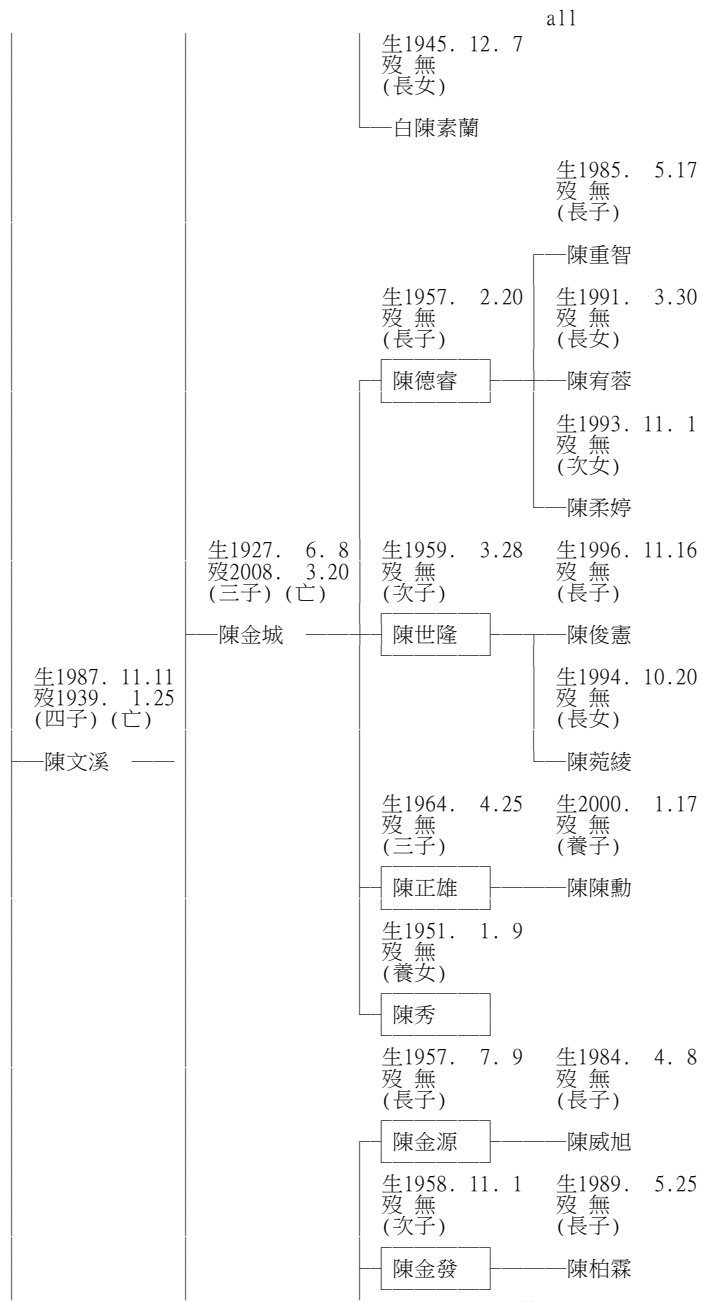 all
生1945. 12. 7
歿 無
(長女)
白陳素蘭
生1985. 5.17
歿 無
(長子)
陳重智
生1957. 2.20 生1991. 3.30
歿 無 歿 無
(長子) (長女)
陳德睿 陳宥蓉
生1993. 11. 1
歿 無
(次女)
陳柔婷
生1927. 6. 8 生1959. 3.28 生1996. 11.16
歿2008. 3.20 歿 無 歿 無
(三子) (亡) (次子) (長子)
陳金城 陳世隆 陳俊憲
生1987. 11.11 生1994. 10.20
歿1939. 1.25 歿 無
(四子) (亡) (長女)
陳文溪 陳菀綾
生1964. 4.25 生2000. 1.17
歿 無 歿 無
(三子) (養子)
陳正雄 陳陳勳
生1951. 1. 9
歿 無
(養女)
陳秀
生1957. 7. 9 生1984. 4. 8
歿 無 歿 無
(長子) (長子)
陳金源 陳威旭
生1958. 11. 1 生1989. 5.25
歿 無 歿 無
(次子) (長子)
陳金發 陳柏霖